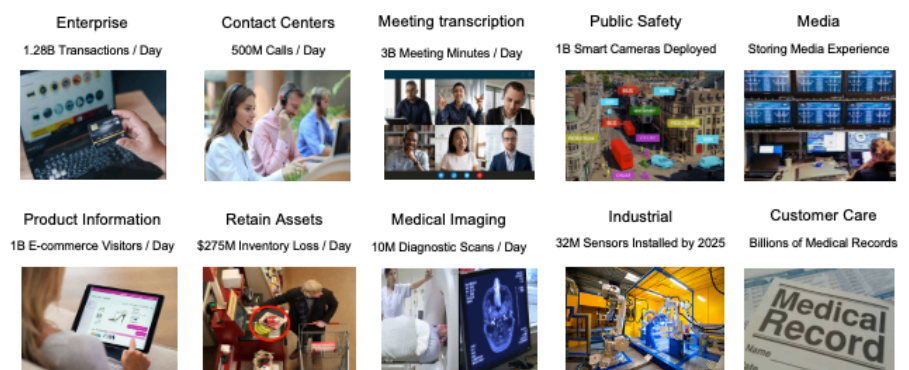 Enterprise
Contact Centers
Meeting transcription
Public Safety
Media
1.28B Transactions / Day
500M Calls / Day
3B Meeting Minutes / Day
1B Smart Cameras Deployed
Storing Media Experience
BUS
BUS
Product Information
Retain Assets
Medical Imaging
Industrial
Customer Care
1B E-commerce Visitors / Day
$275M Inventory Loss / Day
10M Diagnostic Scans / Day
32M Sensors Installed by 2025
Billions of Medical Records
Medical
Record
Name